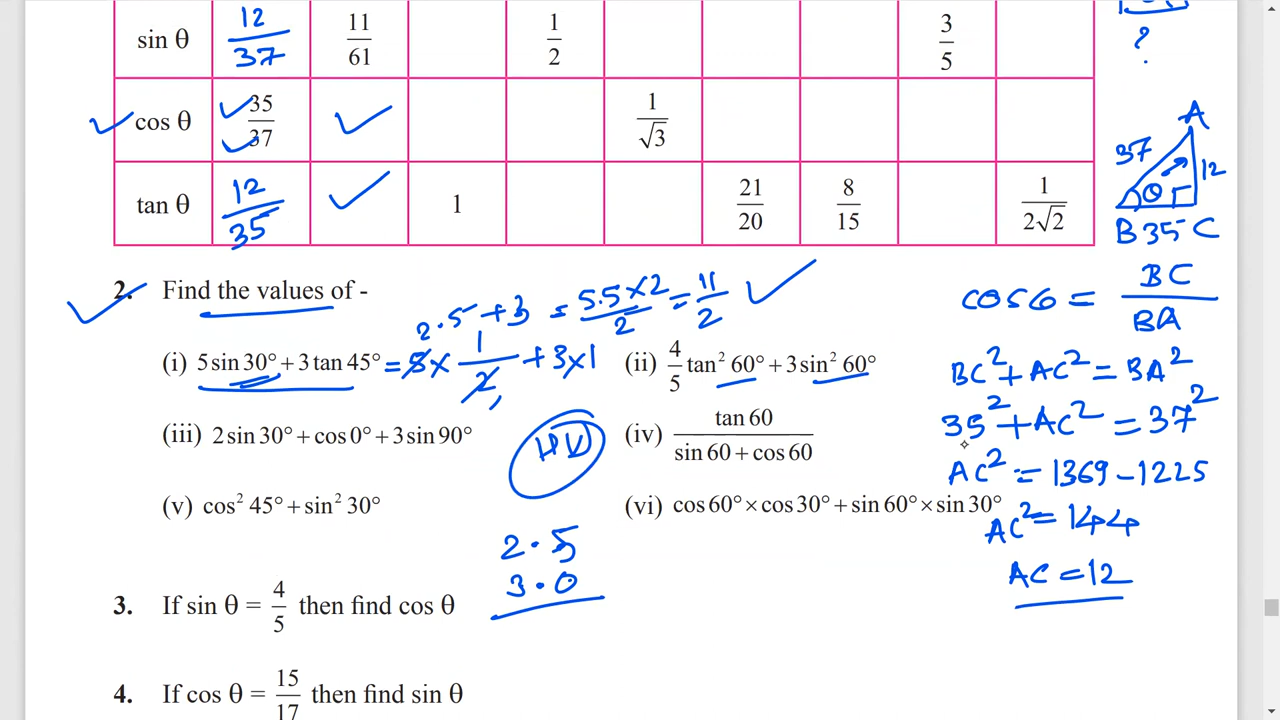 ?
sin θ 12/37 11/61 1/2 3/5
cos θ 35/37 1/√3
tan θ 12/35 1 21/20 8/15 1/(2√2)
A
37 12
θ
B 35 C
2. Find the values of -
2.5 + 3 = 5.5×2/2 = 11/2
(i) 5 sin 30° + 3 tan 45° = 5 × 1/2 + 3×1
(ii) 4/5 tan² 60° + 3 sin² 60°
(iii) 2 sin 30° + cos 0° + 3 sin 90°
HW
(iv) tan 60 / sin 60 + cos 60
(v) cos² 45° + sin² 30°
(vi) cos 60° × cos 30° + sin 60° × sin 30°
2.5
3.0
cosθ = BC/BA
BC² + AC² = BA²
35² + AC² = 37²
AC² = 1369 - 1225
AC² = 144
AC = 12
3. If sin θ = 4/5 then find cos θ
4. If cos θ = 15/17 then find sin θ